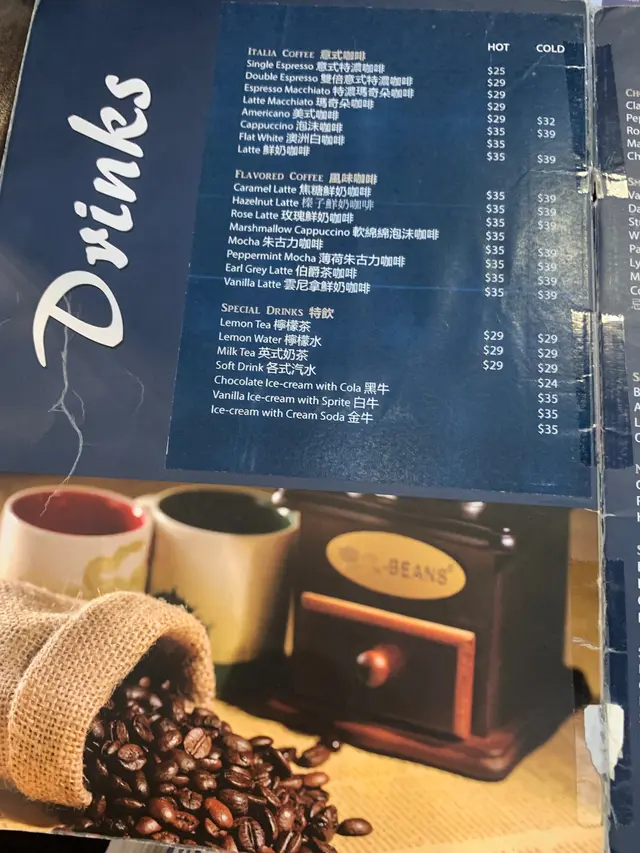 Drinks
HOT COLD
ITALIA COFFEE 意式咖啡
Single Espresso 意式特濃咖啡 $25
Double Espresso 雙倍意式特濃咖啡 $29
Espresso Macchiato 特濃瑪奇朵咖啡 $29
Latte Macchiato 瑪奇朵咖啡 $29
Americano 美式咖啡 $29 $32
Cappuccino 泡沫咖啡 $35 $39
Flat White 澳洲白咖啡 $35
Latte 鮮奶咖啡 $35 $39
FLAVORED COFFEE 風味咖啡
Caramel Latte 焦糖鮮奶咖啡 $35 $39
Hazelnut Latte 榛子鮮奶咖啡 $35 $39
Rose Latte 玫瑰鮮奶咖啡 $35 $39
Marshmallow Cappuccino 軟綿綿泡沫咖啡 $35
Mocha 朱古力咖啡 $35 $39
Peppermint Mocha 薄荷朱古力咖啡 $35 $39
Earl Grey Latte 伯爵茶咖啡 $35 $39
Vanilla Latte 雲尼拿鮮奶咖啡 $35 $39
SPECIAL DRINKS 特飲
Lemon Tea 檸檬茶 $29 $29
Lemon Water 檸檬水 $29 $29
Milk Tea 英式奶茶 $29 $29
Soft Drink 各式汽水 $24
Chocolate Ice-cream with Cola 黑牛 $35
Vanilla Ice-cream with Sprite 白牛 $35
Ice-cream with Cream Soda 金牛 $35
-BEANS